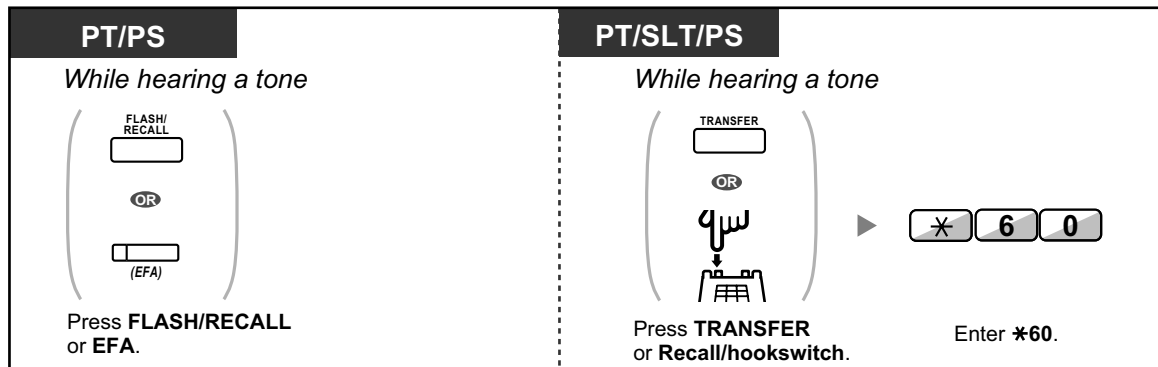 PT/PS
While hearing a tone
FLASH/
RECALL
OR
(EFA)
Press FLASH/RECALL
or EFA.
PT/SLT/PS
While hearing a tone
TRANSFER
OR
Press TRANSFER
or Recall/hookswitch.
✳ 6 0
Enter ✳60.